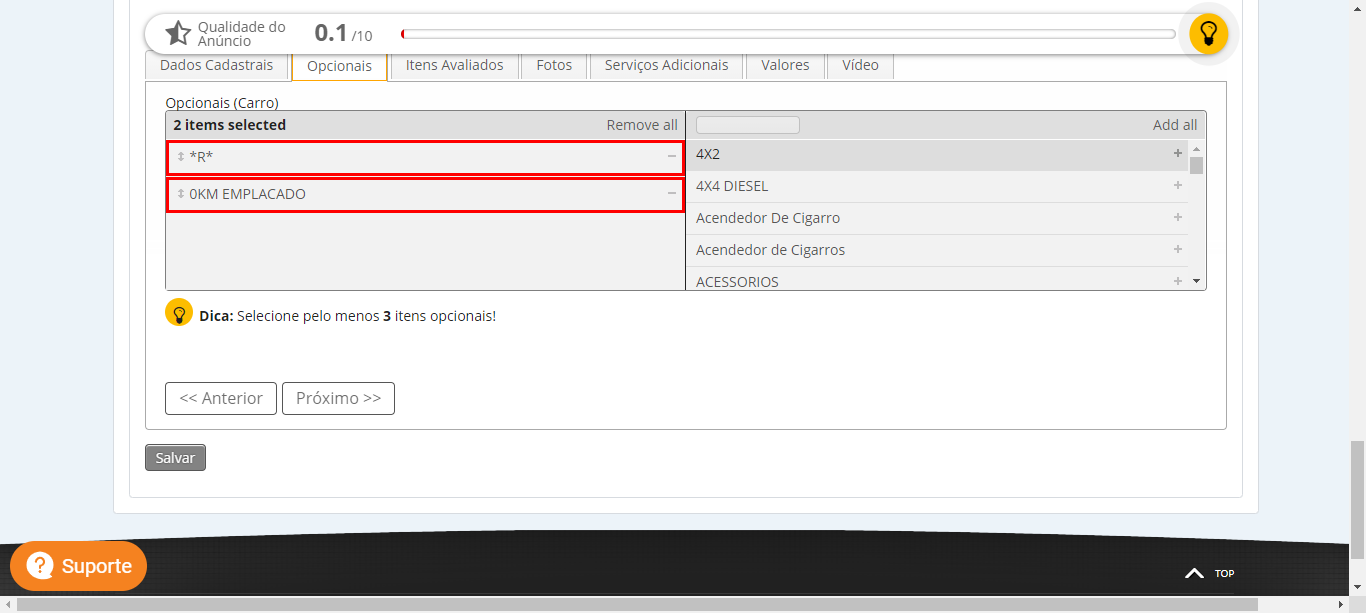 Qualidade do
Anúncio
0.1 /10
Dados Cadastrais Opcionais Itens Avaliados Fotos Serviços Adicionais Valores Vídeo
Opcionais (Carro)
2 items selected Remove all Add all
*R*
0KM EMPLACADO
4X2
4X4 DIESEL
Acendedor De Cigarro
Acendedor de Cigarros
ACESSORIOS
Dica: Selecione pelo menos 3 itens opcionais!
<< Anterior Próximo >>
Salvar
? Suporte
TOP